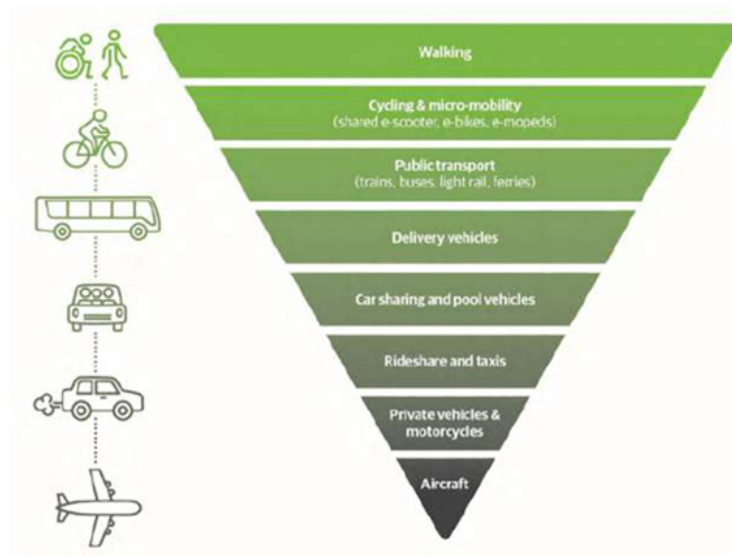 Walking
Cycling & micro-mobility
(shared e-scooter, e-bikes, e-mopeds)
Public transport
(trains, buses, light rail, ferries)
Delivery vehicles
Car sharing and pool vehicles
Rideshare and taxis
Private vehicles &
motorcycles
Aircraft